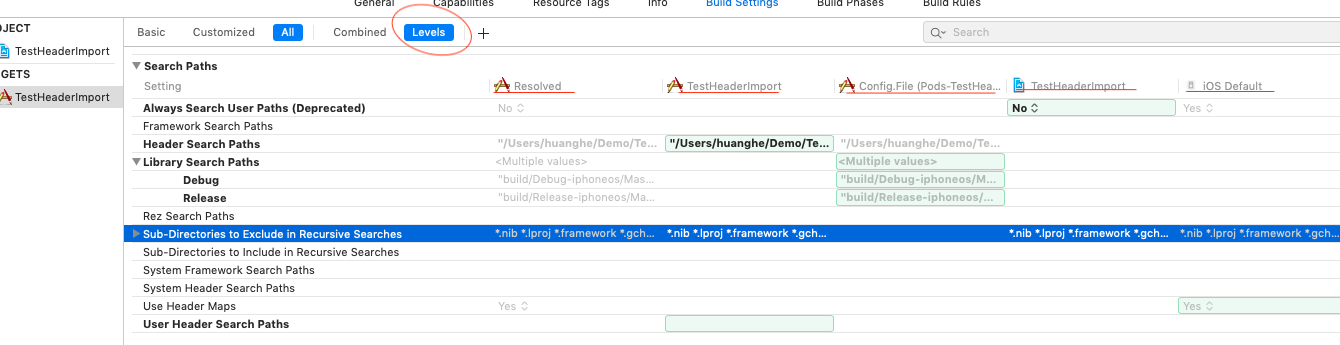 General Capabilities Resource Tags Info Build Settings Build Phases Build Rules
Basic Customized All Combined Levels + Search
OJECT
TestHeaderImport
GETS
TestHeaderImport
Search Paths
Setting Resolved TestHeaderImport Config.File (Pods-TestHea... TestHeaderImport iOS Default
Always Search User Paths (Deprecated) No No Yes
Framework Search Paths
Header Search Paths "/Users/huanghe/Demo/Te... "/Users/huanghe/Demo/Te... "/Users/huanghe/Demo/Te...
Library Search Paths <Multiple values> <Multiple values>
Debug "build/Debug-iphoneos/Mas... "build/Debug-iphoneos/M...
Release "build/Release-iphoneos/Ma... "build/Release-iphoneos/...
Rez Search Paths
Sub-Directories to Exclude in Recursive Searches *.nib *.lproj *.framework *.gch... *.nib *.lproj *.framework *.gch... *.nib *.lproj *.framework *.gch... *.nib *.lproj *.framework *.gch...
Sub-Directories to Include in Recursive Searches
System Framework Search Paths
System Header Search Paths
Use Header Maps Yes Yes
User Header Search Paths